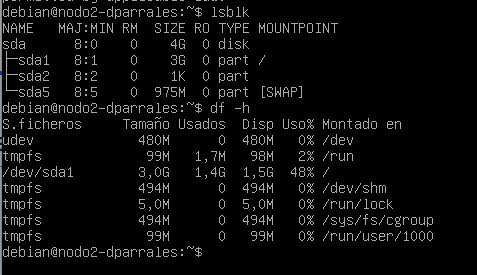 debian@nodo2-dparrales:~$ lsblk
NAME   MAJ:MIN RM  SIZE RO TYPE MOUNTPOINT
sda      8:0    0    4G  0 disk
├─sda1   8:1    0    3G  0 part /
├─sda2   8:2    0    1K  0 part
└─sda5   8:5    0  975M  0 part [SWAP]
debian@nodo2-dparrales:~$ df -h
S.ficheros     Tamaño Usados  Disp Uso% Montado en
udev             480M      0  480M   0% /dev
tmpfs             99M   1,7M   98M   2% /run
/dev/sda1        3,0G   1,4G  1,5G  48% /
tmpfs            494M      0  494M   0% /dev/shm
tmpfs            5,0M      0  5,0M   0% /run/lock
tmpfs            494M      0  494M   0% /sys/fs/cgroup
tmpfs             99M      0   99M   0% /run/user/1000
debian@nodo2-dparrales:~$